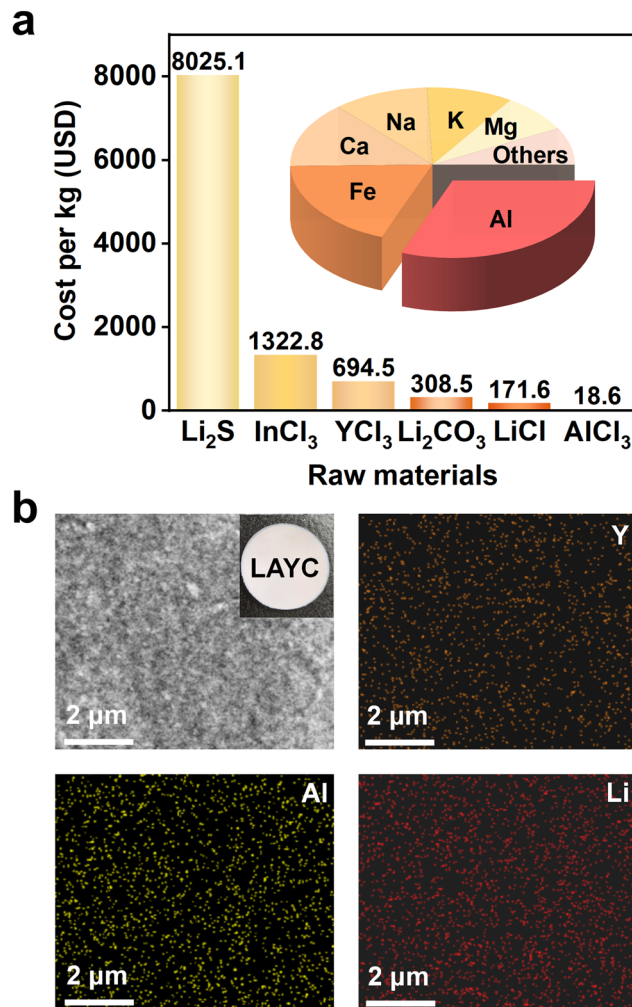 a
Cost per kg (USD)
8000
6000
4000
2000
0
8025.1
1322.8
694.5
308.5
171.6
18.6
Na
K
Mg
Ca
Others
Fe
Al
Li₂S
InCl₃
YCl₃
Li₂CO₃
LiCl
AlCl₃
Raw materials
b
LAYC
2 μm
Y
2 μm
Al
2 μm
Li
2 μm